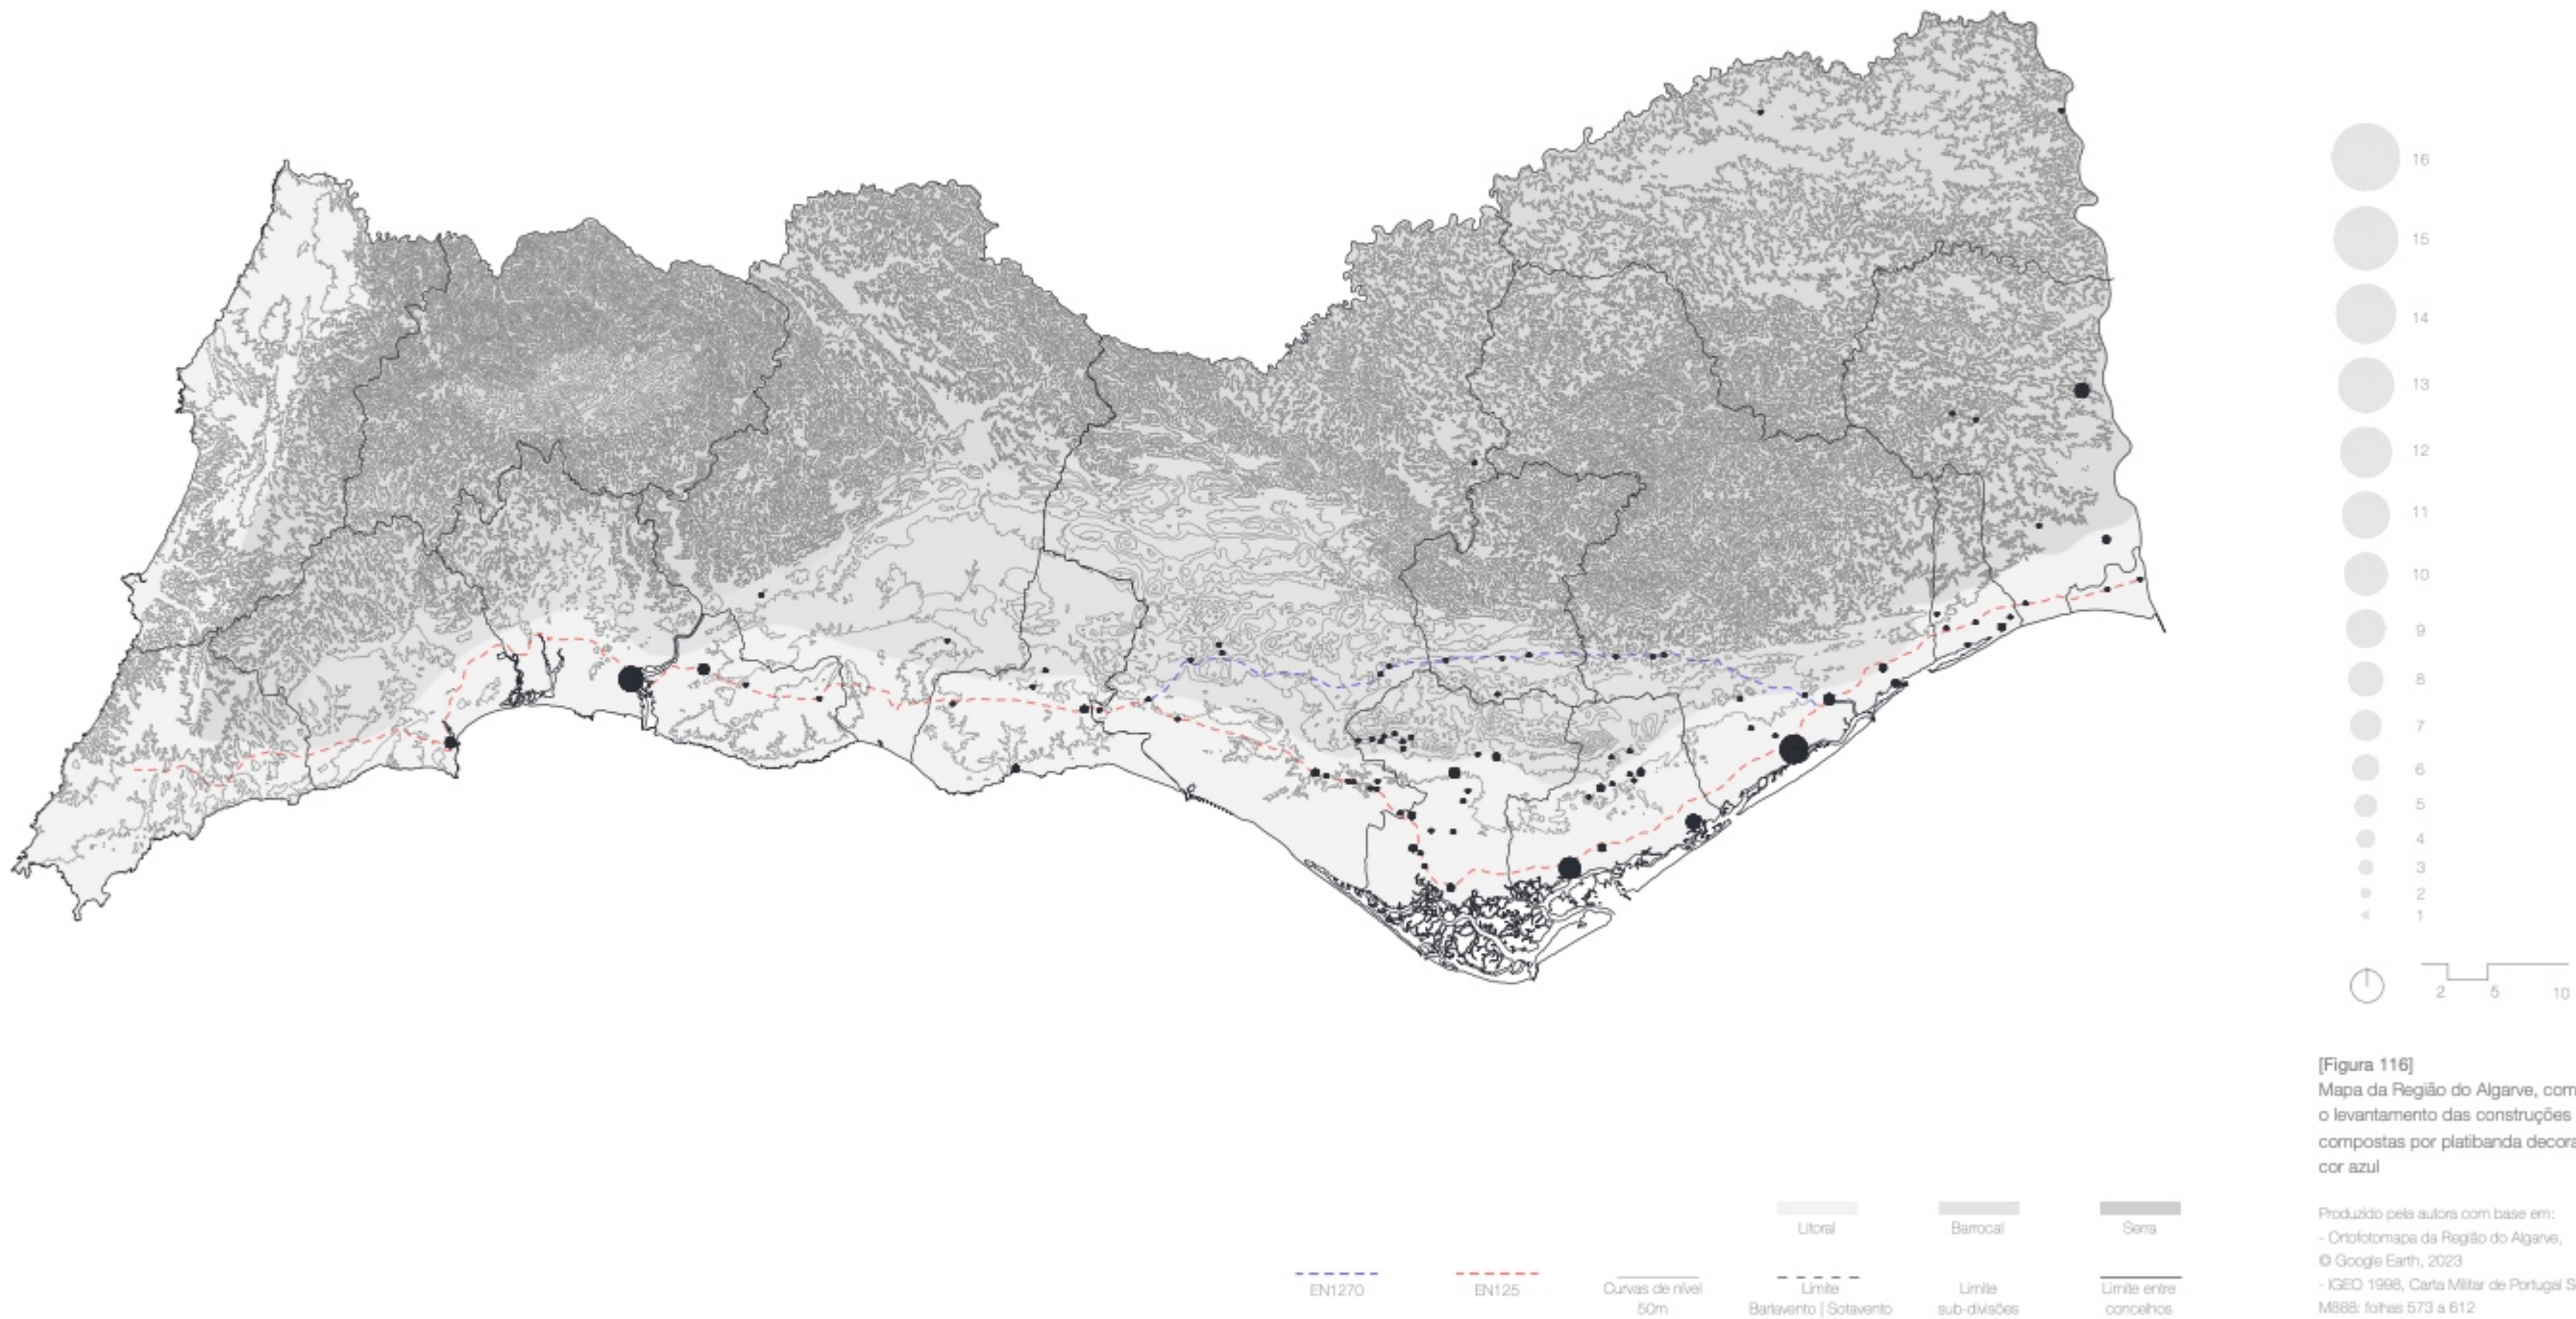 16
15
14
13
12
11
10
9
8
7
6
5
4
3
2
1
2 5 10
[Figura 116]
Mapa da Região do Algarve, com
o levantamento das construções
compostas por platibanda decora
cor azul
Produzido pela autora com base em:
- Ortofotomapa da Região do Algarve,
© Google Earth, 2023
- IGEO 1998, Carta Militar de Portugal S
M888: folhas 573 a 612
Litoral
Barrocal
Serra
EN1270
EN125
Curvas de nível
50m
Limite
Barlavento | Sotavento
Limite
sub-divisões
Limite entre
concelhos